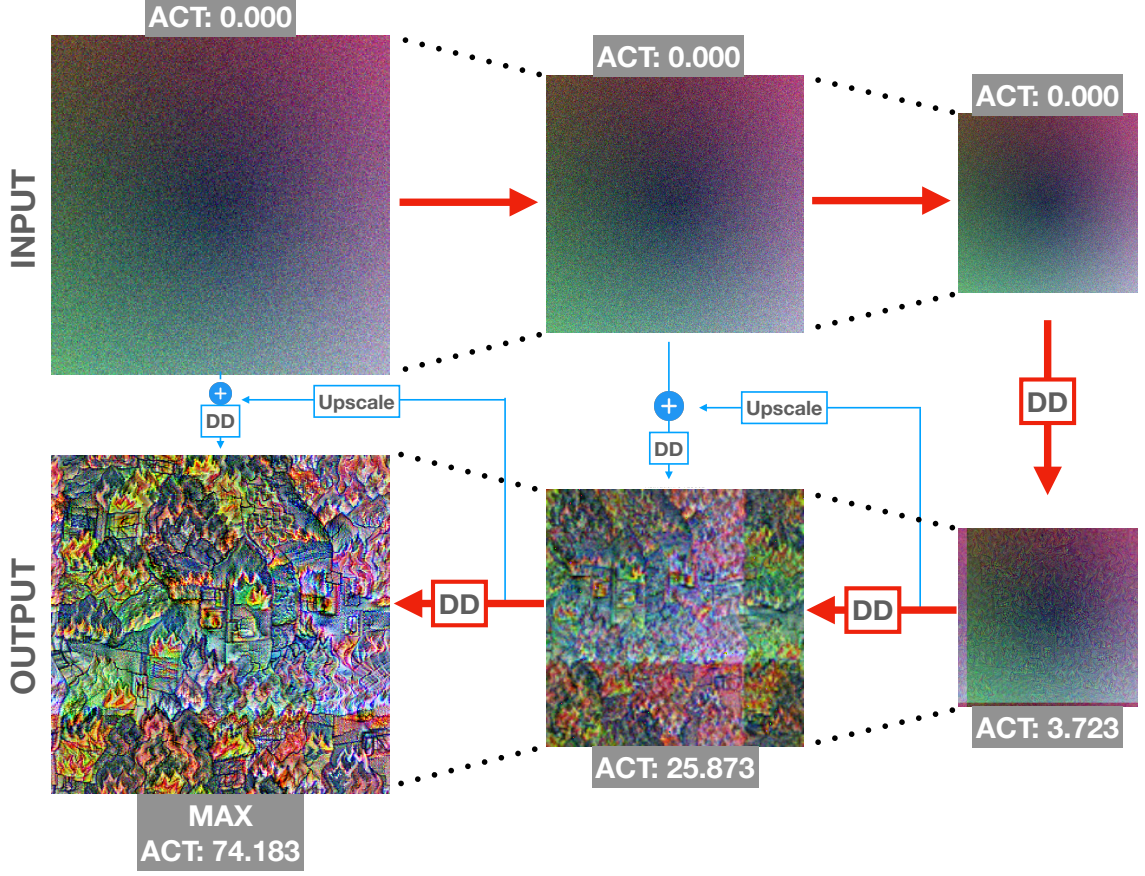 ACT: 0.000
ACT: 0.000
ACT: 0.000
INPUT
DD
Upscale
DD
Upscale
DD
OUTPUT
DD
DD
ACT: 3.723
ACT: 25.873
MAX
ACT: 74.183